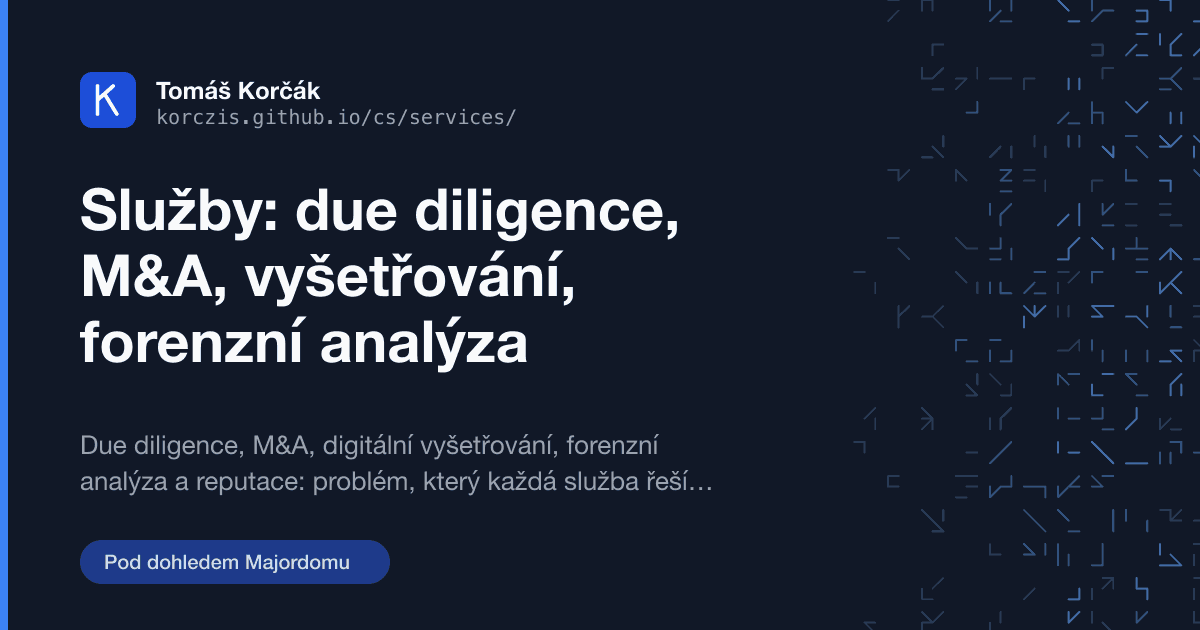 Tomáš Korčák
korczis.github.io/cs/services/
Služby: due diligence,
M&A, vyšetřování,
forenzní analýza
Due diligence, M&A, digitální vyšetřování, forenzní
analýza a reputace: problém, který každá služba řeší…
Pod dohledem Majordomu